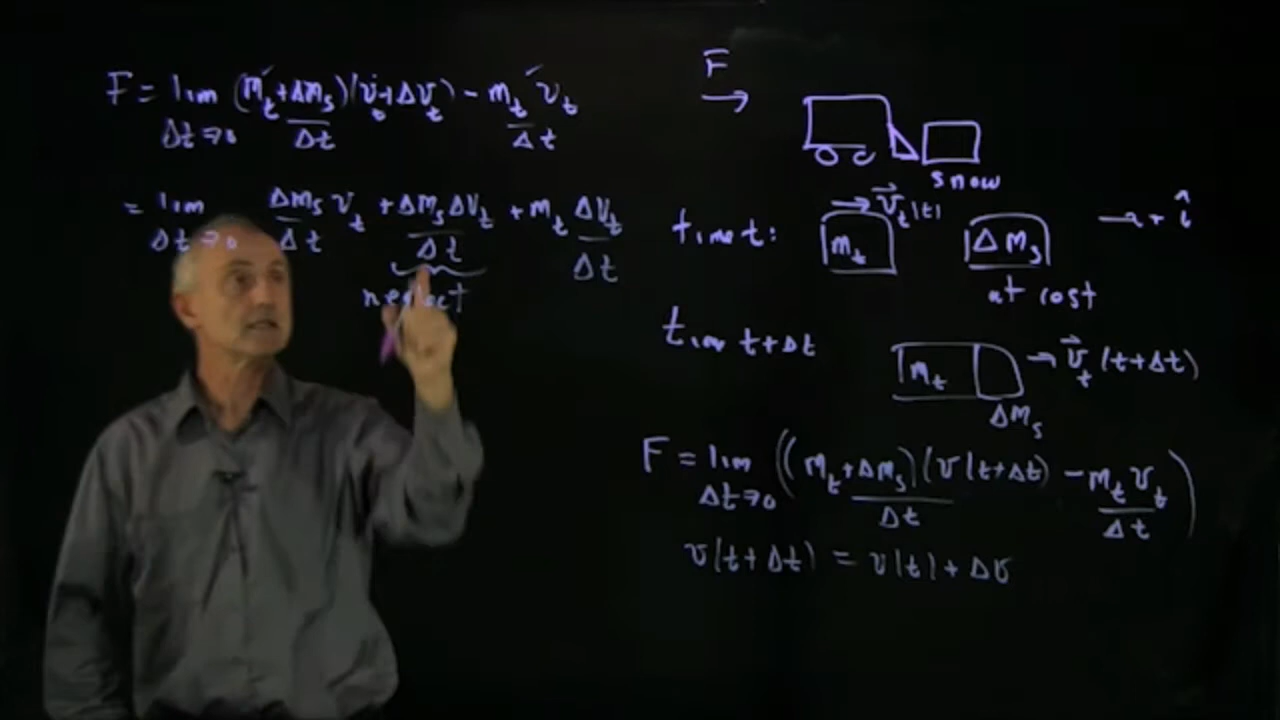 F = lim (m_t + Δm_s)(v_t + Δv_t) - m_t v_t
Δt→0 Δt Δt
= lim Δm_s v_t + Δm_s Δv_t + m_t Δv_t
Δt→0 Δt Δt Δt
neglect
F
snow
time t: m_t v_t(t) Δm_s → + î
at cost
time t+Δt m_t → v_t(t+Δt)
Δm_s
F = lim ((m_t + Δm_s)(v(t+Δt) - m_t v_t)
Δt→0 Δt Δt
v(t+Δt) = v(t) + Δv